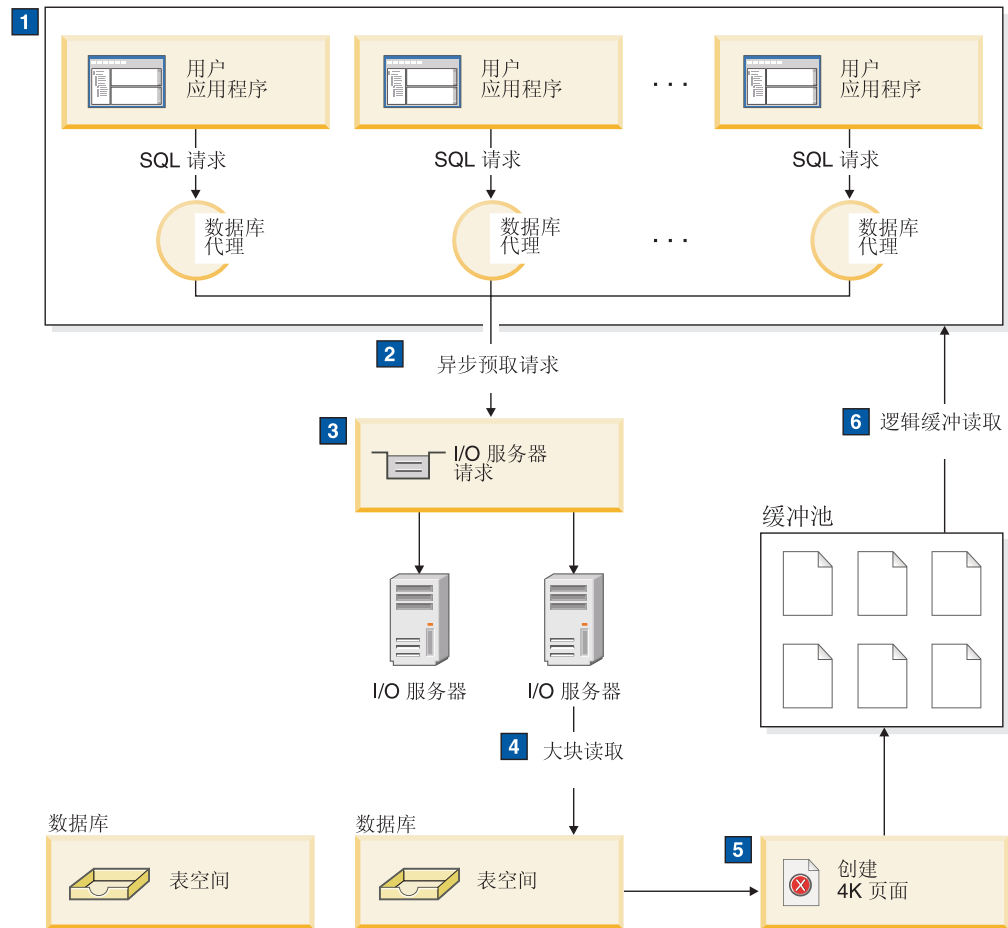 1
用户
应用程序
用户
应用程序
. . .
用户
应用程序
SQL 请求
SQL 请求
SQL 请求
数据库
代理
数据库
代理
. . .
数据库
代理
2
异步预取请求
3
I/O 服务器
请求
6
逻辑缓冲读取
缓冲池
I/O 服务器
I/O 服务器
4
大块读取
数据库
表空间
数据库
表空间
5
创建
4K 页面